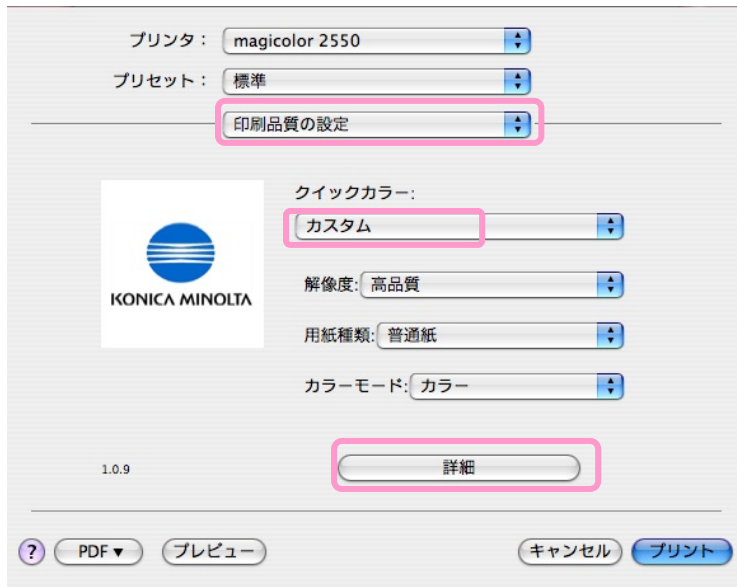 プリンタ： magicolor 2550
プリセット： 標準
印刷品質の設定
クイックカラー:
カスタム
KONICA MINOLTA
解像度: 高品質
用紙種類: 普通紙
カラーモード: カラー
1.0.9
詳細
? PDF▼ プレビュー キャンセル プリント